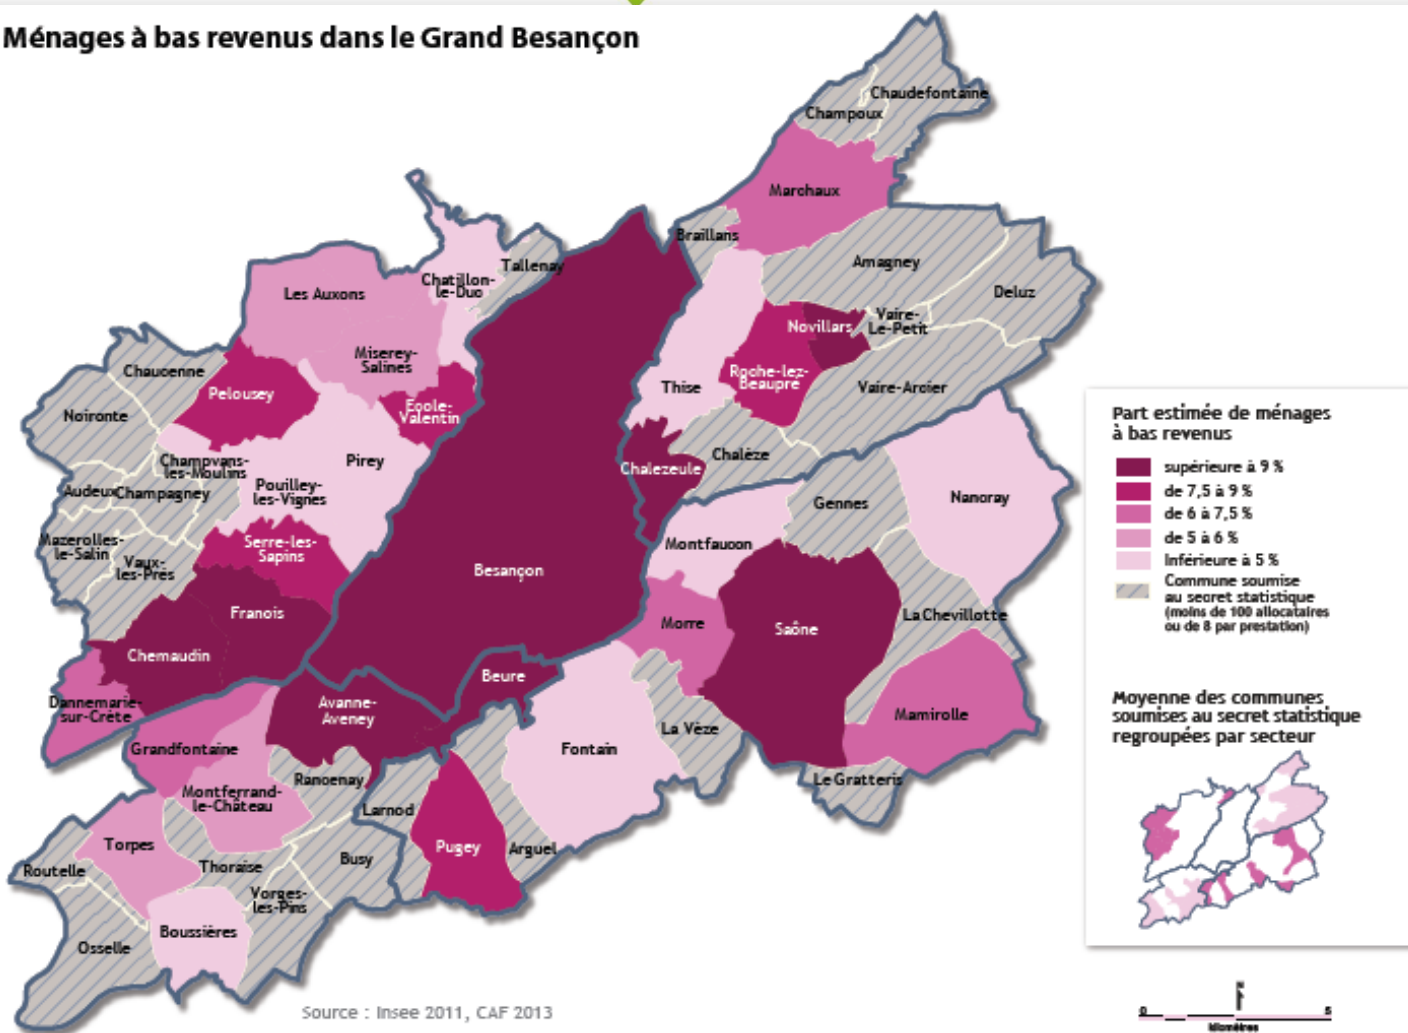 Ménages à bas revenus dans le Grand Besançon
Chaudefontaine
Champoux
Marchaux
Braillans
Tallenay
Chatillon-
le-Duc
Les Auxons
Amagney
Deluz
Vaire-
Le-Petit
Novillars
Miserey-
Salines
Chaucenne
Pelousey
Roche-lez-
Beaupré
Thise
Vaire-Arcier
Noironte
Ecole-
Valentin
Chalèze
Champvans-
les-Moulins
Pirey
Chalezeule
Audeux
Champagney
Pouilley-
les-Vignes
Gennes
Nanoray
Mazerolles-
le-Salin
Serre-les-
Sapins
Montfaucon
Vaux-
les-Prés
Besançon
Franois
Morre
Saône
La Chevillotte
Chemaudin
Beure
Dannemarie-
sur-Crète
Avanne-
Aveney
La Vèze
Mamirolle
Grandfontaine
Fontain
Rancenay
Le Gratteris
Montferrand-
le-Château
Larnod
Torpes
Pugey
Arguel
Busy
Thoraise
Routelle
Vorges-
les-Pins
Boussières
Osselle
Source : Insee 2011, CAF 2013
Part estimée de ménages
à bas revenus
supérieure à 9 %
de 7,5 à 9 %
de 6 à 7,5 %
de 5 à 6 %
Inférieure à 5 %
Commune soumise
au secret statistique
(moins de 100 allocataires
ou de 8 par prestation)
Moyenne des communes
soumises au secret statistique
regroupées par secteur
0 5
kilomètres